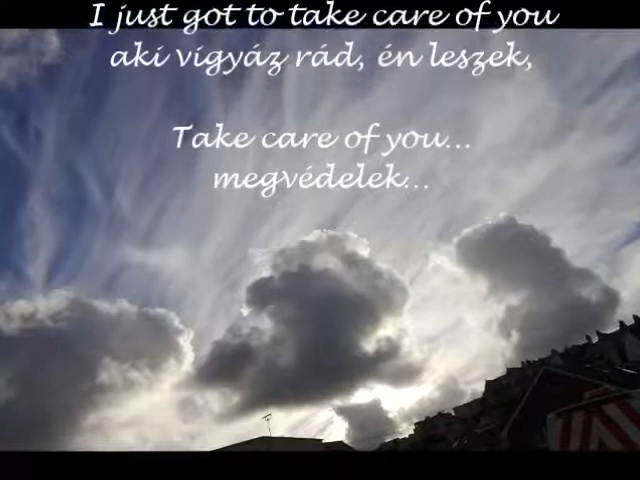 I just got to take care of you
aki vigyáz rád, én leszek,
Take care of you...
megvédelek...